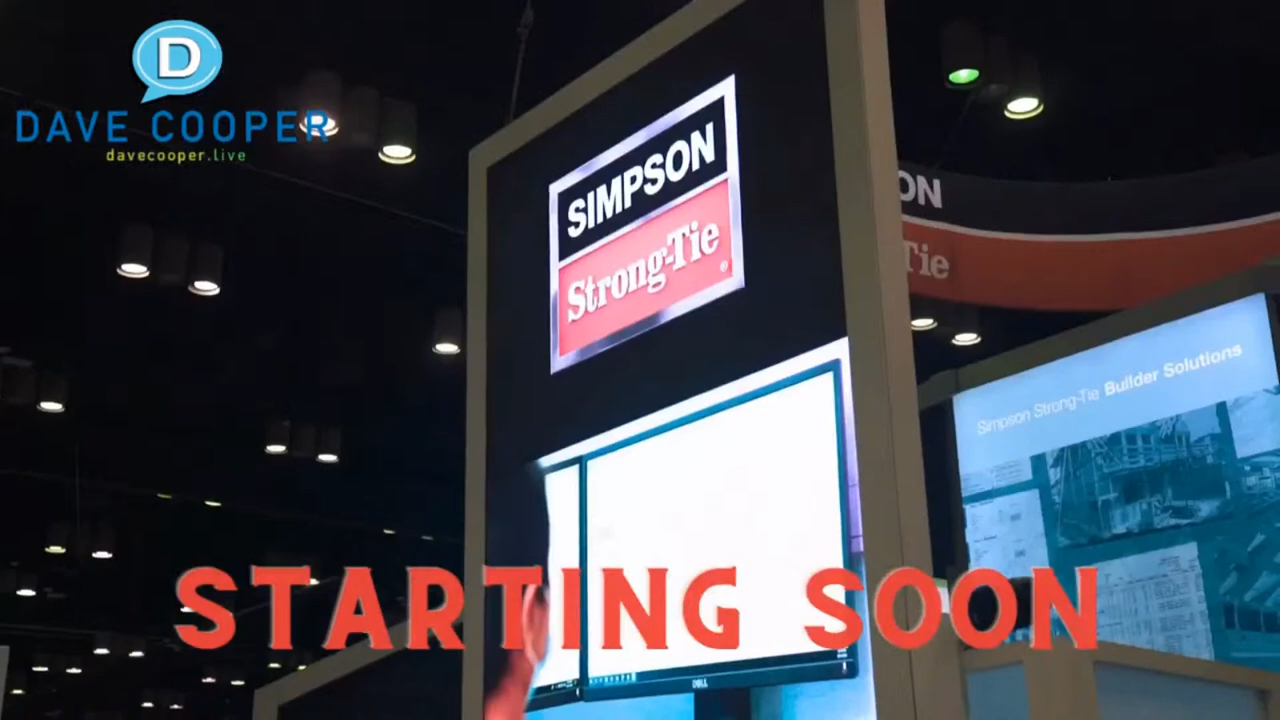 D
DAVE COOPER
davecooper.live
SIMPSON
Strong-Tie
®
ON
Tie
Simpson Strong-Tie Builder Solutions
DELL
STARTING SOON